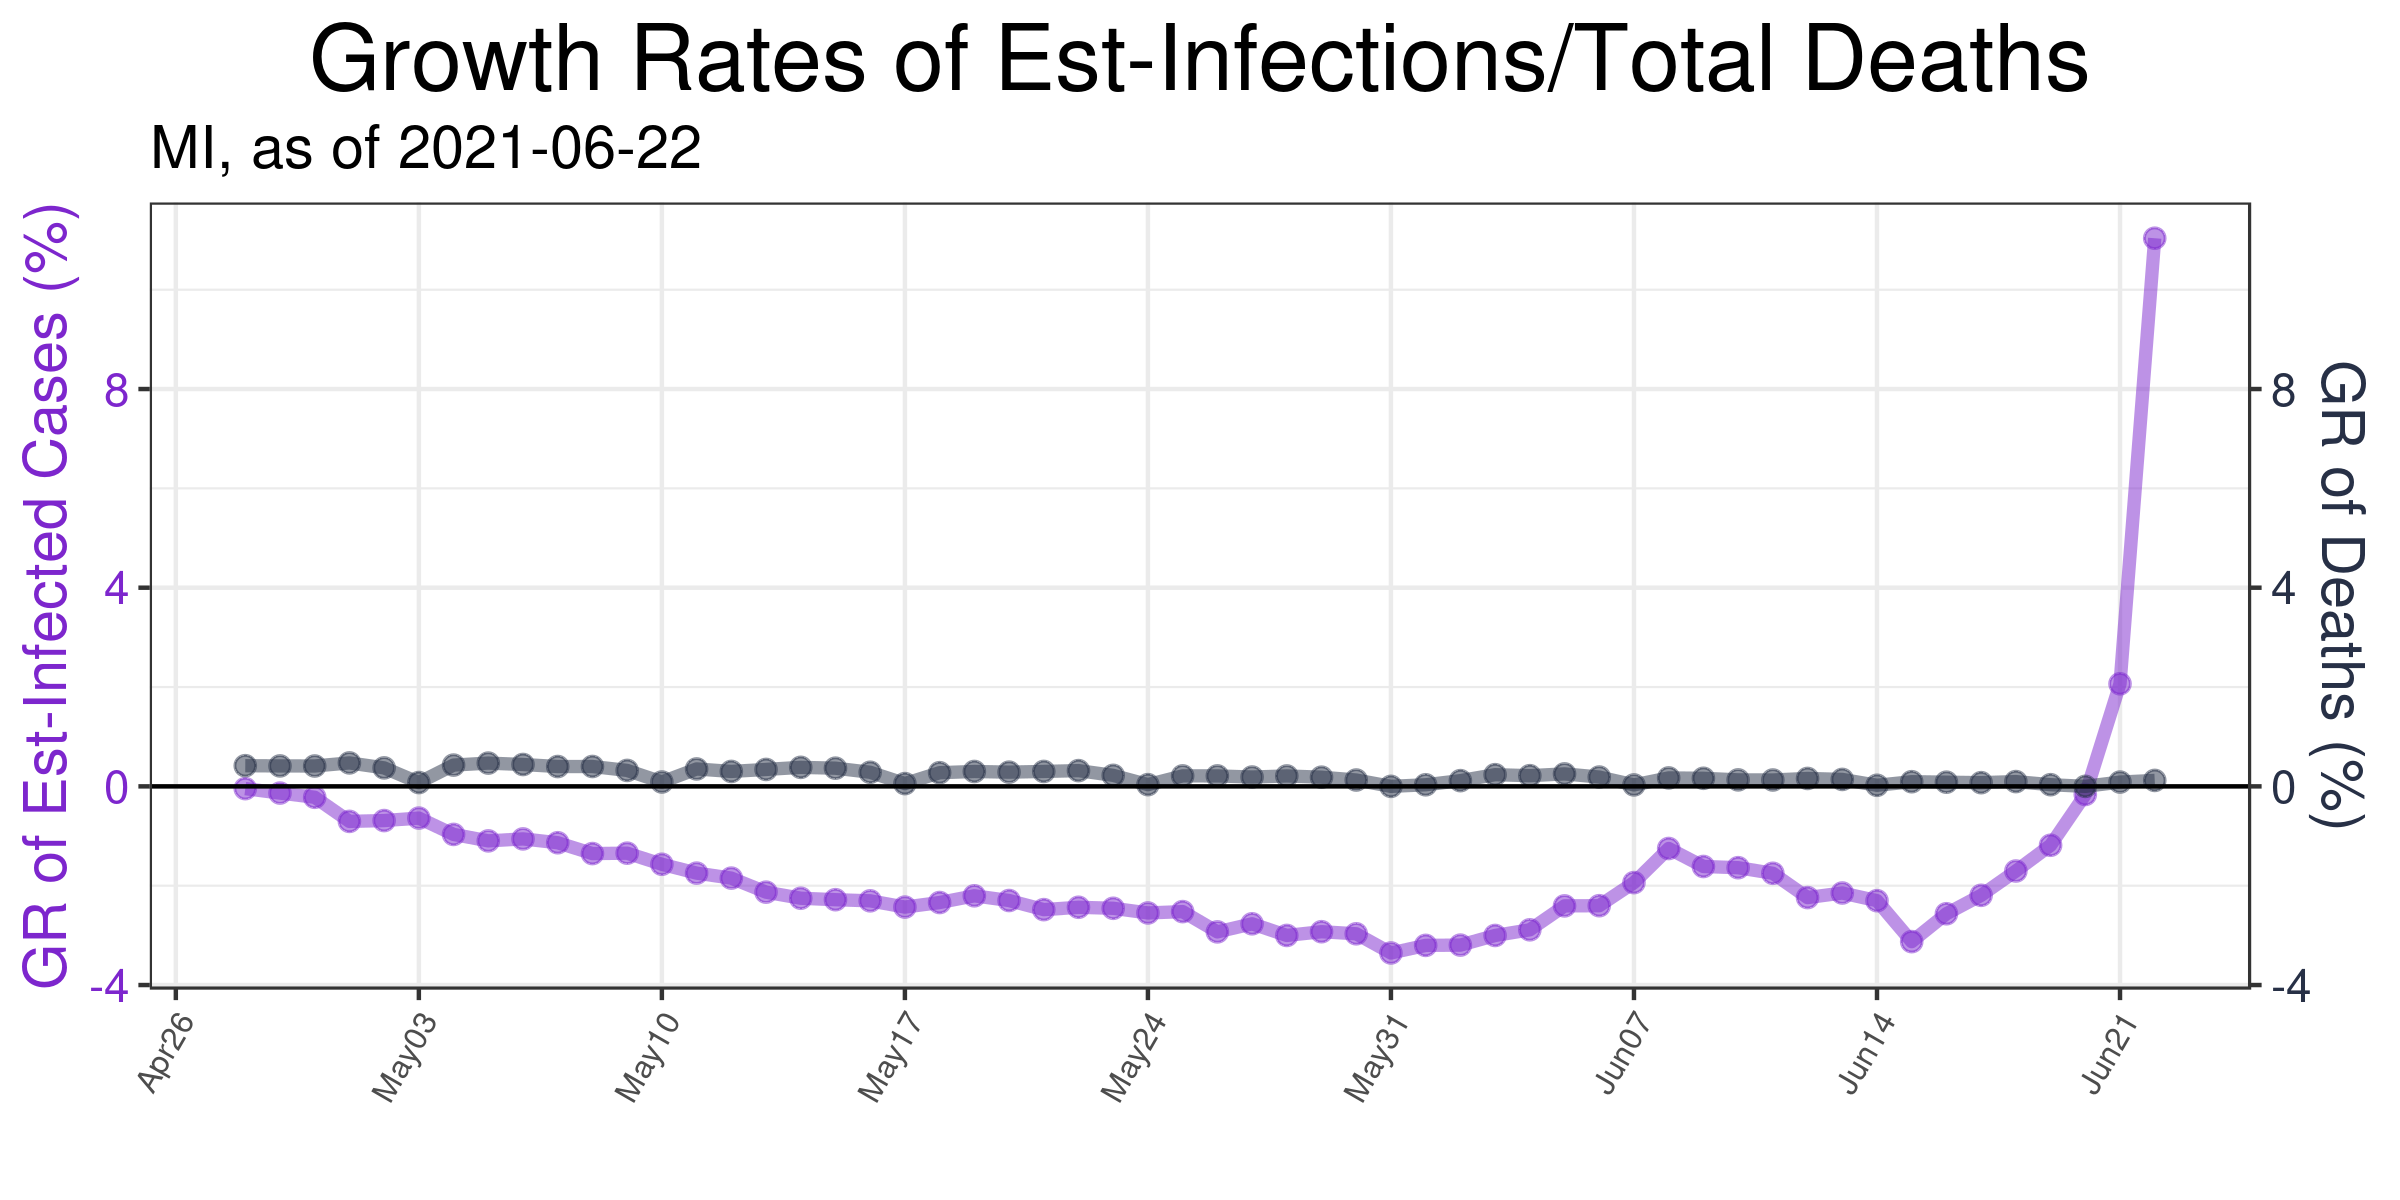 Growth Rates of Est-Infections/Total Deaths
MI, as of 2021-06-22
GR of Est-Infected Cases (%)
8
4
0
-4
8
4
0
-4
GR of Deaths (%)
Apr26
May03
May10
May17
May24
May31
Jun07
Jun14
Jun21